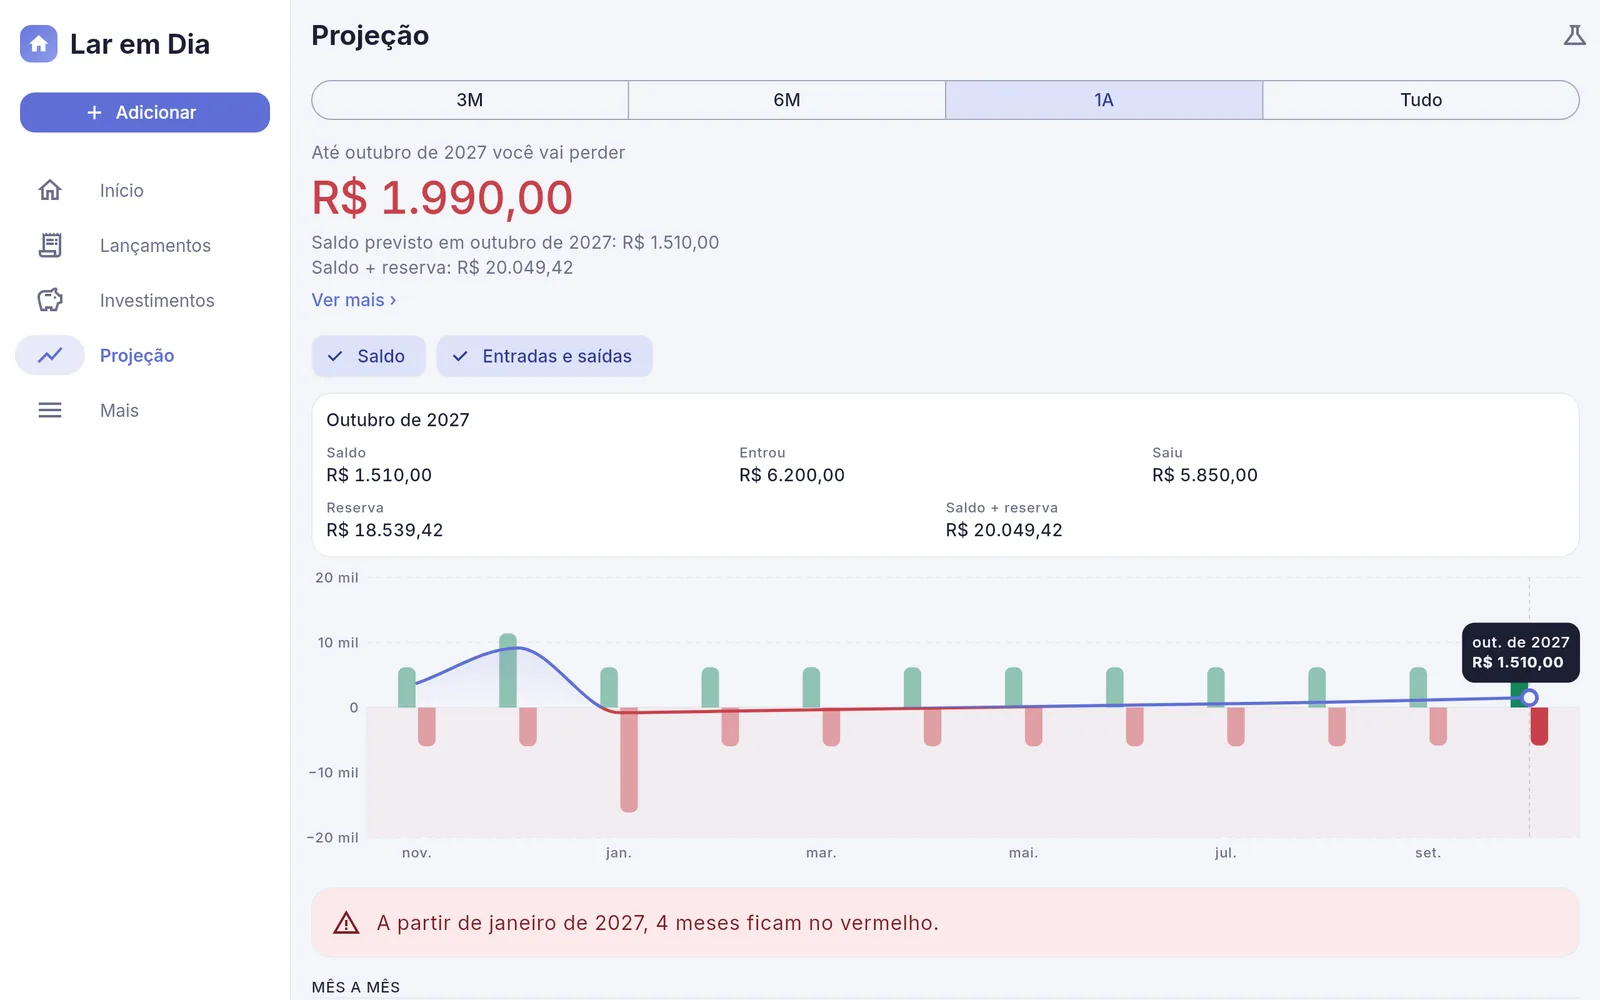 Lar em Dia
Adicionar
Início
Lançamentos
Investimentos
Projeção
Mais
Projeção
3M
6M
1A
Tudo
Até outubro de 2027 você vai perder
R$ 1.990,00
Saldo previsto em outubro de 2027: R$ 1.510,00
Saldo + reserva: R$ 20.049,42
Ver mais ›
Saldo
Entradas e saídas
Outubro de 2027
Saldo
R$ 1.510,00
Entrou
R$ 6.200,00
Saiu
R$ 5.850,00
Reserva
R$ 18.539,42
Saldo + reserva
R$ 20.049,42
20 mil
10 mil
0
−10 mil
−20 mil
out. de 2027
R$ 1.510,00
nov.
jan.
mar.
mai.
jul.
set.
A partir de janeiro de 2027, 4 meses ficam no vermelho.
MÊS A MÊS